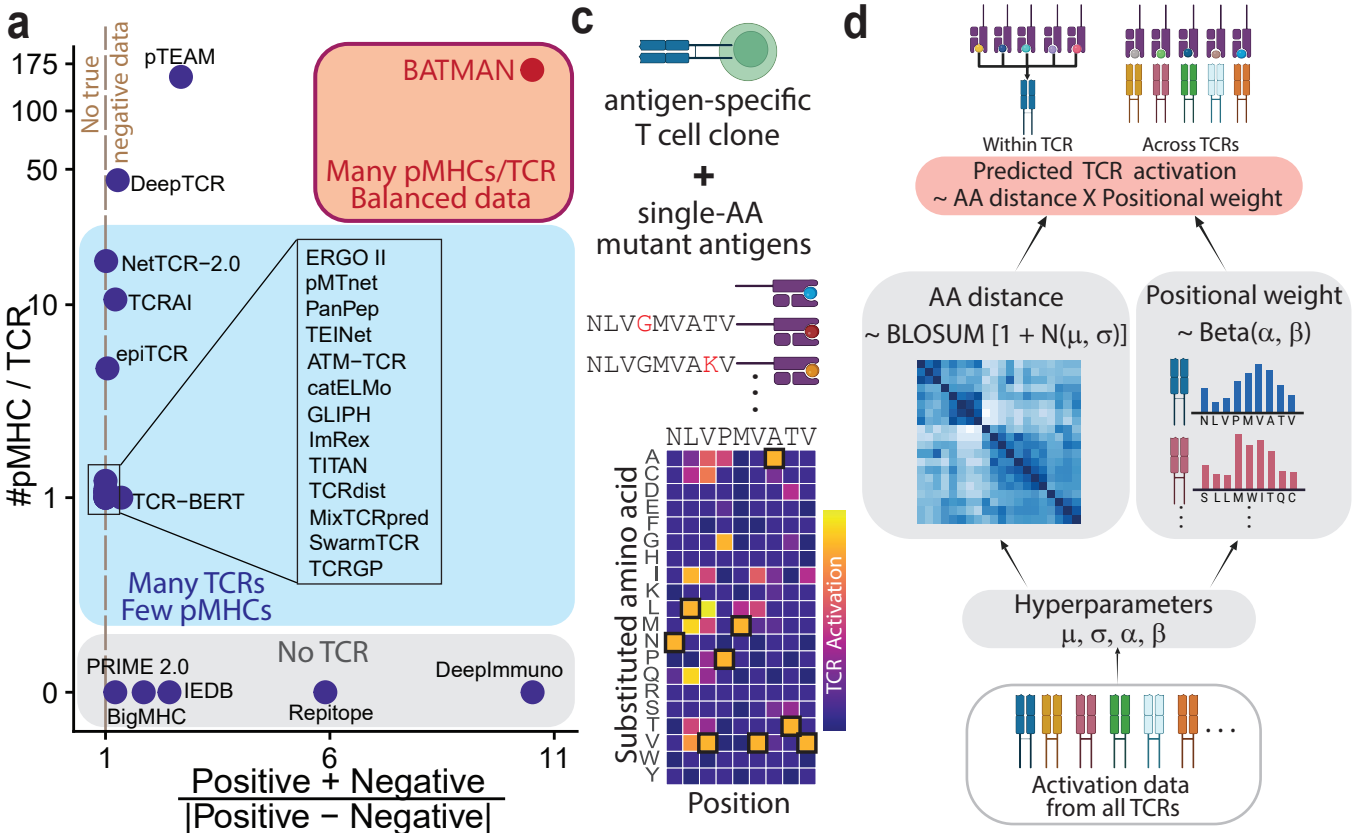 a
No true
negative data
175
100
50
10
1
0
#pMHC / TCR
pTEAM
BATMAN
Many pMHCs/TCR
Balanced data
DeepTCR
NetTCR−2.0
TCRAI
epiTCR
TCR−BERT
ERGO II
pMTnet
PanPep
TEINet
ATM−TCR
catELMo
GLIPH
ImRex
TITAN
TCRdist
MixTCRpred
SwarmTCR
TCRGP
Many TCRs
Few pMHCs
No TCR
PRIME 2.0
BigMHC
IEDB
Repitope
DeepImmuno
1
6
11
Positive + Negative
|Positive − Negative|
c
antigen-specific
T cell clone
+
single-AA
mutant antigens
NLVGMVATV
NLVGMVAKV
NLVPMVATV
Substituted amino acid
A
C
D
E
F
G
H
I
K
L
M
N
P
Q
R
S
T
V
W
Y
Position
TCR Activation
d
Within TCR
Across TCRs
Predicted TCR activation
~ AA distance X Positional weight
AA distance
~ BLOSUM [1 + N(μ, σ)]
Positional weight
~ Beta(α, β)
NLVPMVATV
SLLMWITQC
Hyperparameters
μ, σ, α, β
Activation data
from all TCRs